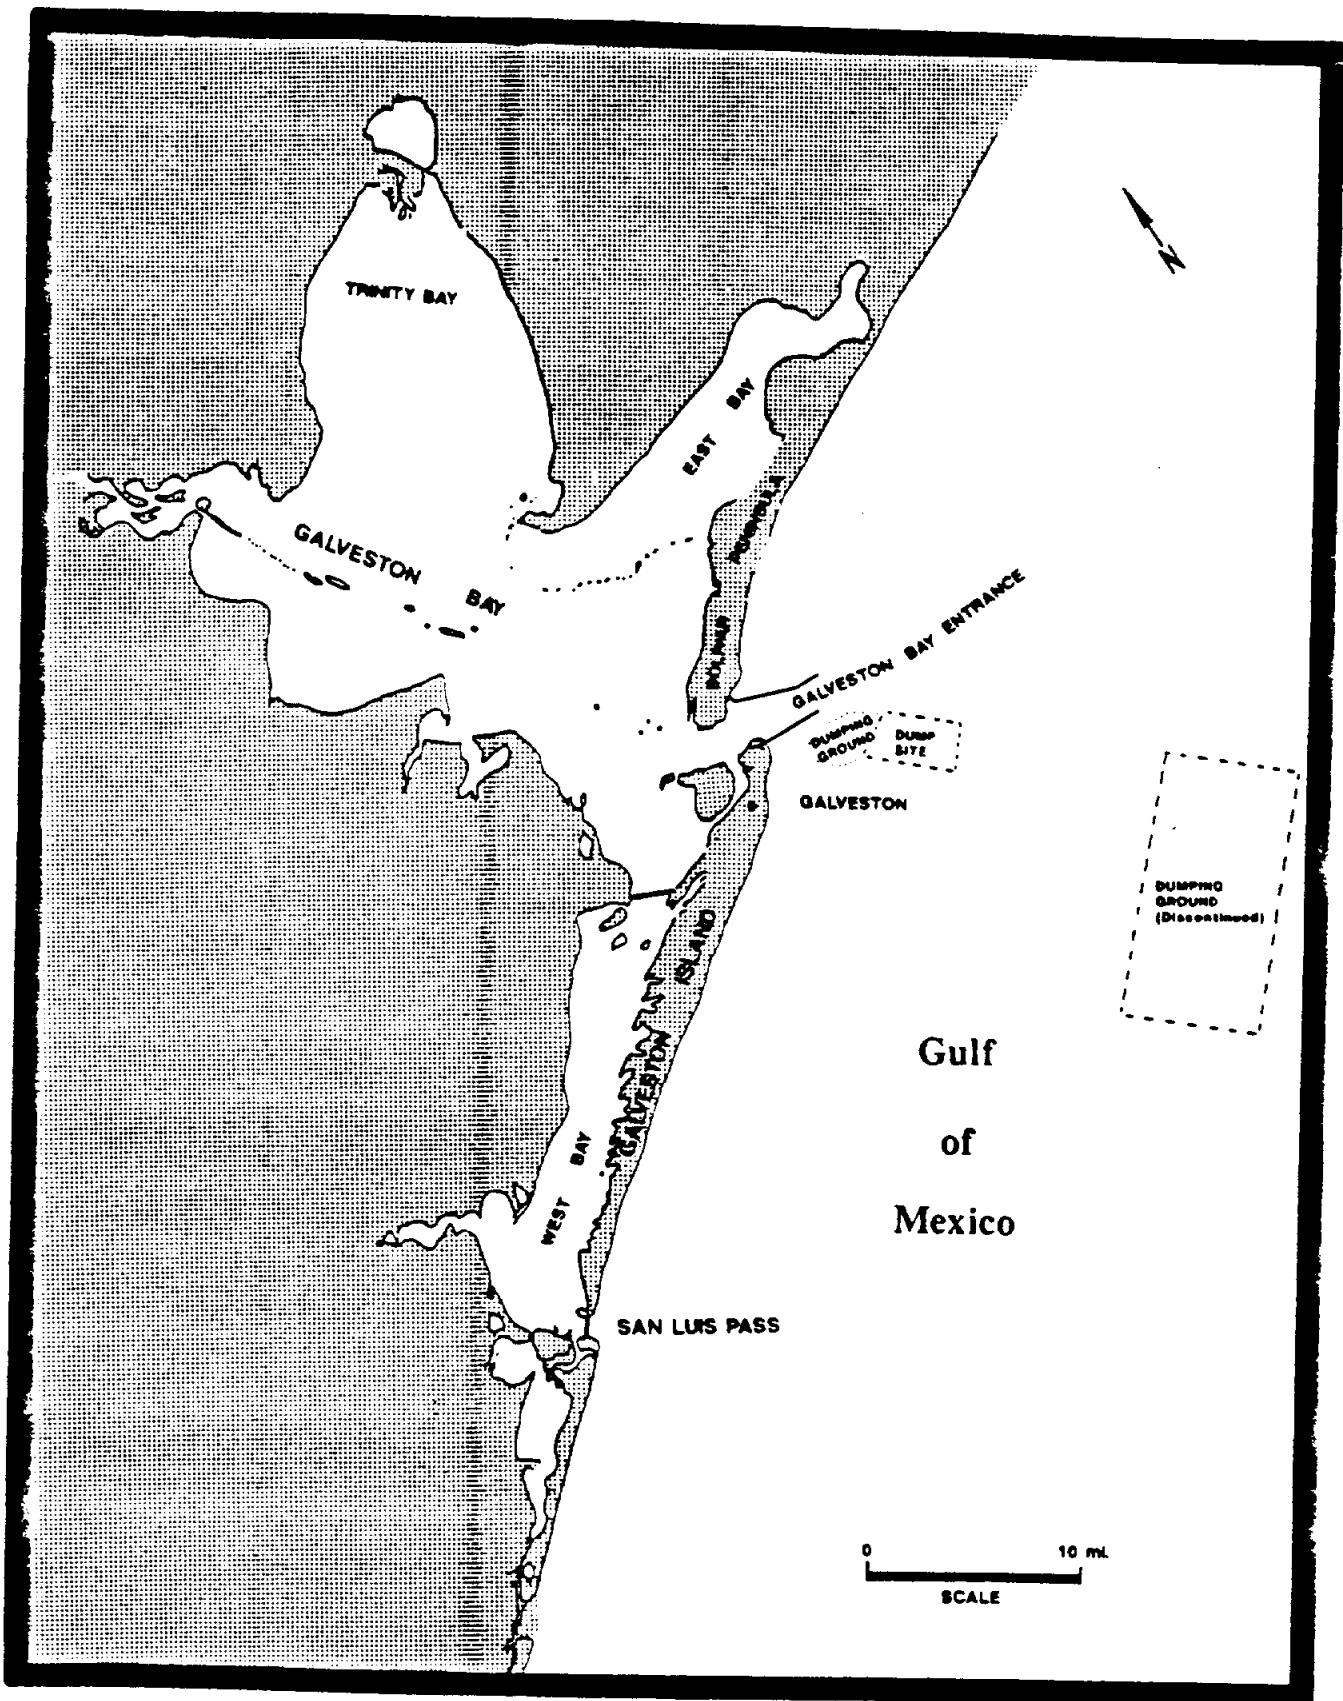 N
TRINITY BAY
EAST BAY
GALVESTON BAY
BOLIVAR PENINSULA
GALVESTON BAY ENTRANCE
DUMPING
GROUND
DUMP
SITE
GALVESTON
DUMPING
GROUND
(Discontinued)
GALVESTON ISLAND
Gulf
of
Mexico
WEST BAY
SAN LUIS PASS
0 10 mi.
SCALE